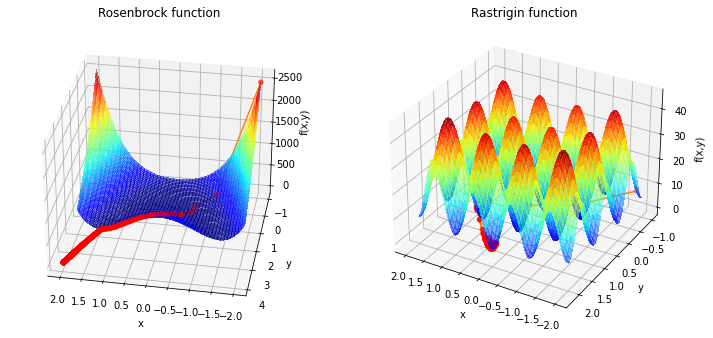 Rosenbrock function
2500
2000
1500
1000
500
0
f(x,y)
−1
0
1
2
3
4
y
2.0 1.5 1.0 0.5 0.0 −0.5 −1.0 −1.5 −2.0
x
Rastrigin function
40
30
20
10
0
f(x,y)
−1.0
−0.5
0.0
0.5
1.0
1.5
2.0
y
2.0 1.5 1.0 0.5 0.0 −0.5 −1.0 −1.5 −2.0
x